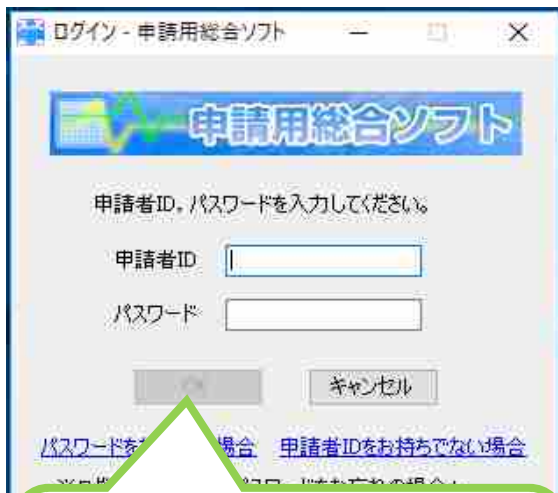 ログイン - 申請用総合ソフト
申請用総合ソフト
申請者ID、パスワードを入力してください。
申請者ID
パスワード
キャンセル
パスワードを 場合 申請者IDをお持ちでない場合